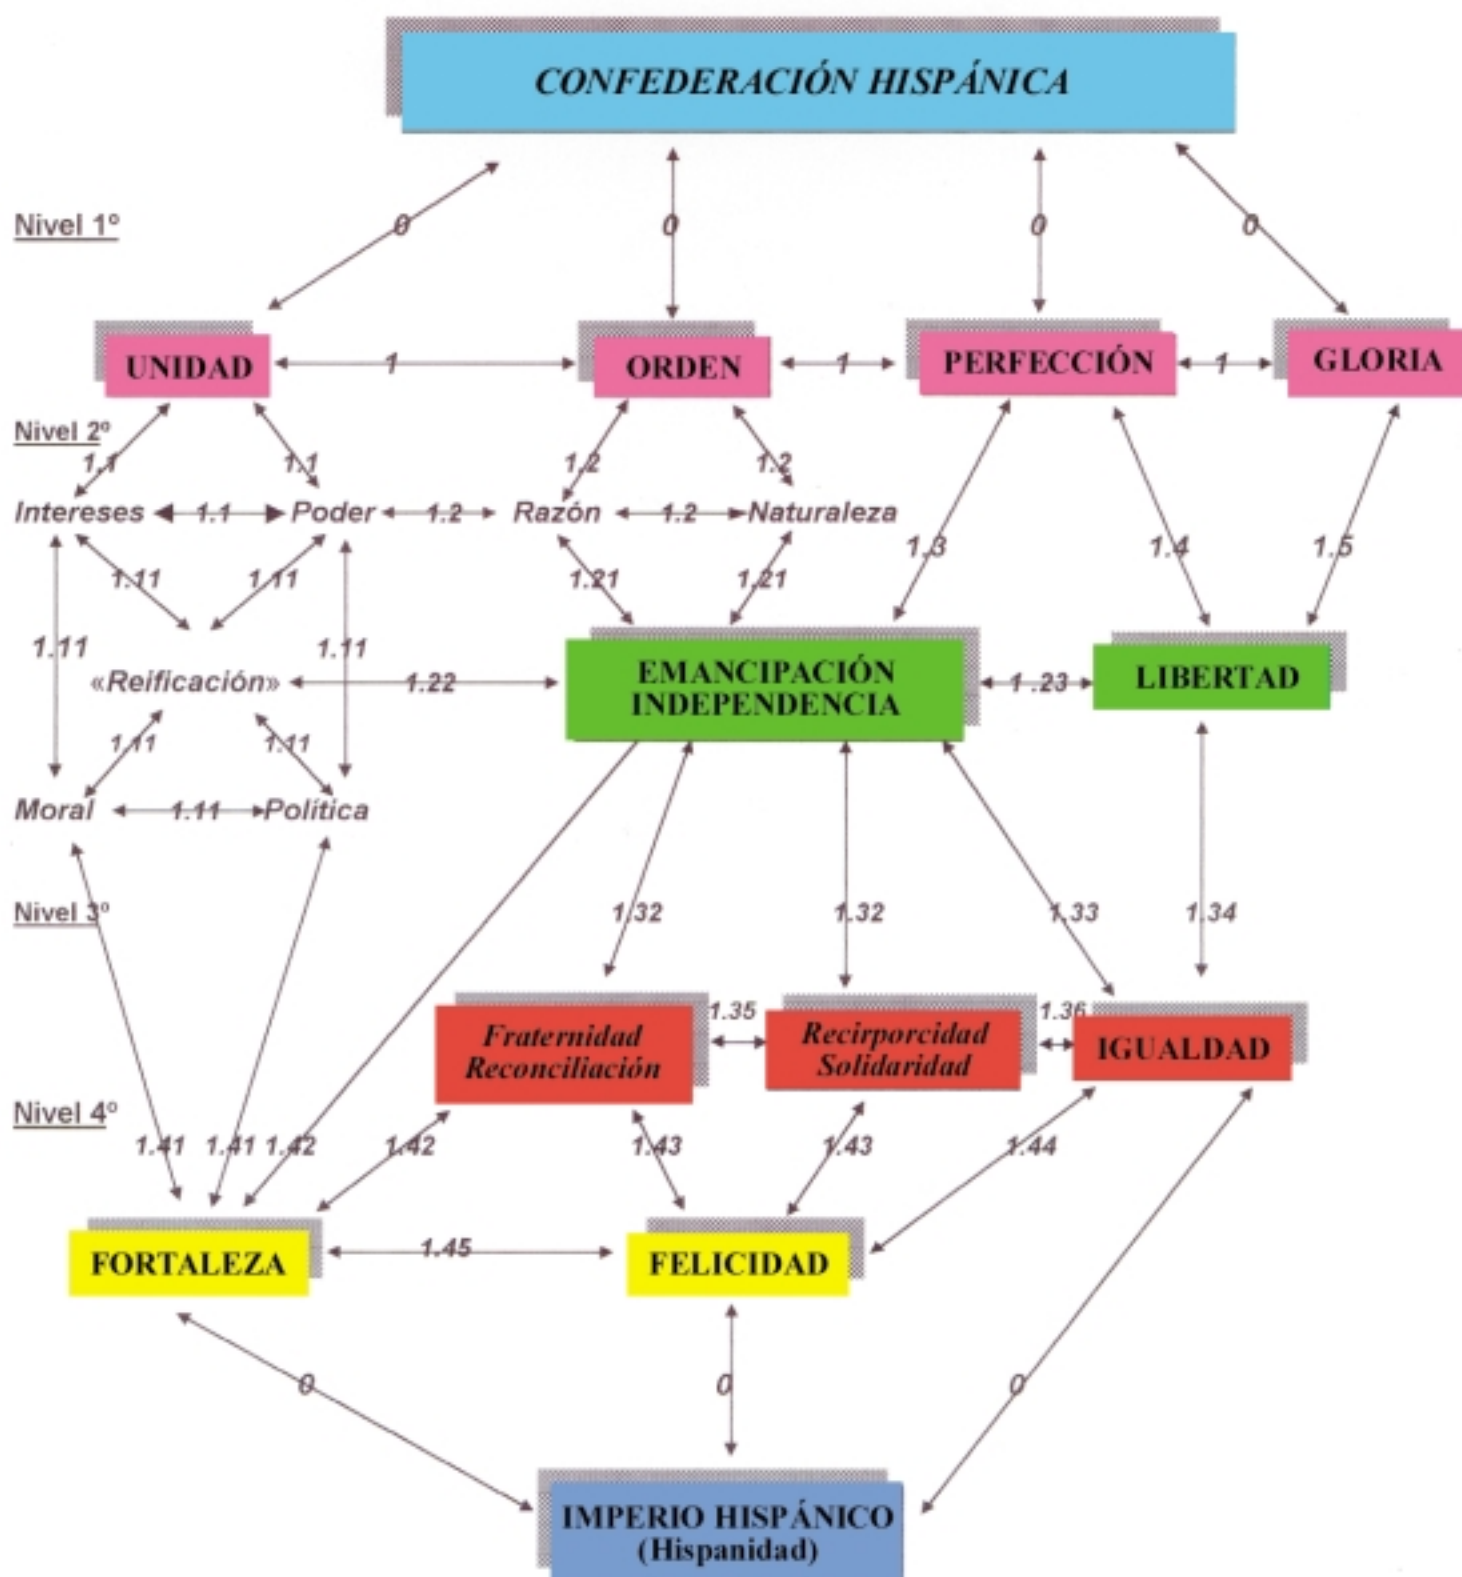 CONFEDERACIÓN HISPÁNICA
Nivel 1º
0 0 0 0
UNIDAD 1 ORDEN 1 PERFECCIÓN 1 GLORIA
Nivel 2º
1.1 1.1 1.2 1.2
Intereses 1.1 Poder 1.2 Razón 1.2 Naturaleza
1.3 1.4 1.5
1.11 1.11 1.21 1.21
1.11 1.11
«Reificación» 1.22
EMANCIPACIÓN
INDEPENDENCIA
1.23 LIBERTAD
1.11 1.11
Moral 1.11 Política
Nivel 3º
1.32 1.32 1.33 1.34
1.35 1.36
Fraternidad
Reconciliación
Recirporcidad
Solidaridad
IGUALDAD
Nivel 4º
1.41 1.41 1.42 1.42 1.43 1.43 1.44
FORTALEZA 1.45 FELICIDAD
0 0 0
IMPERIO HISPÁNICO
(Hispanidad)